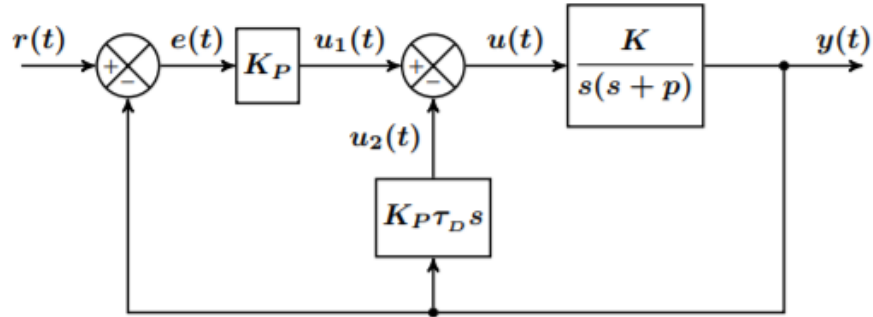 r(t)
e(t)
K_P
u_1(t)
u(t)
K
s(s + p)
y(t)
+
−
+
−
u_2(t)
K_P τ_D s